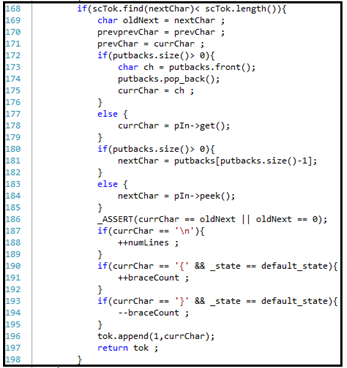 168 if(scTok.find(nextChar)< scTok.length()){
169 char oldNext = nextChar ;
170 prevprevChar = prevChar ;
171 prevChar = currChar ;
172 if(putbacks.size()> 0){
173 char ch = putbacks.front();
174 putbacks.pop_back();
175 currChar = ch ;
176 }
177 else {
178 currChar = pIn->get();
179 }
180 if(putbacks.size()> 0){
181 nextChar = putbacks[putbacks.size()-1];
182 }
183 else {
184 nextChar = pIn->peek();
185 }
186 _ASSERT(currChar == oldNext || oldNext == 0);
187 if(currChar == '\n'){
188 ++numLines ;
189 }
190 if(currChar == '{' && _state == default_state){
191 ++braceCount ;
192 }
193 if(currChar == '}' && _state == default_state){
194 --braceCount ;
195 }
196 tok.append(1,currChar);
197 return tok ;
198 }